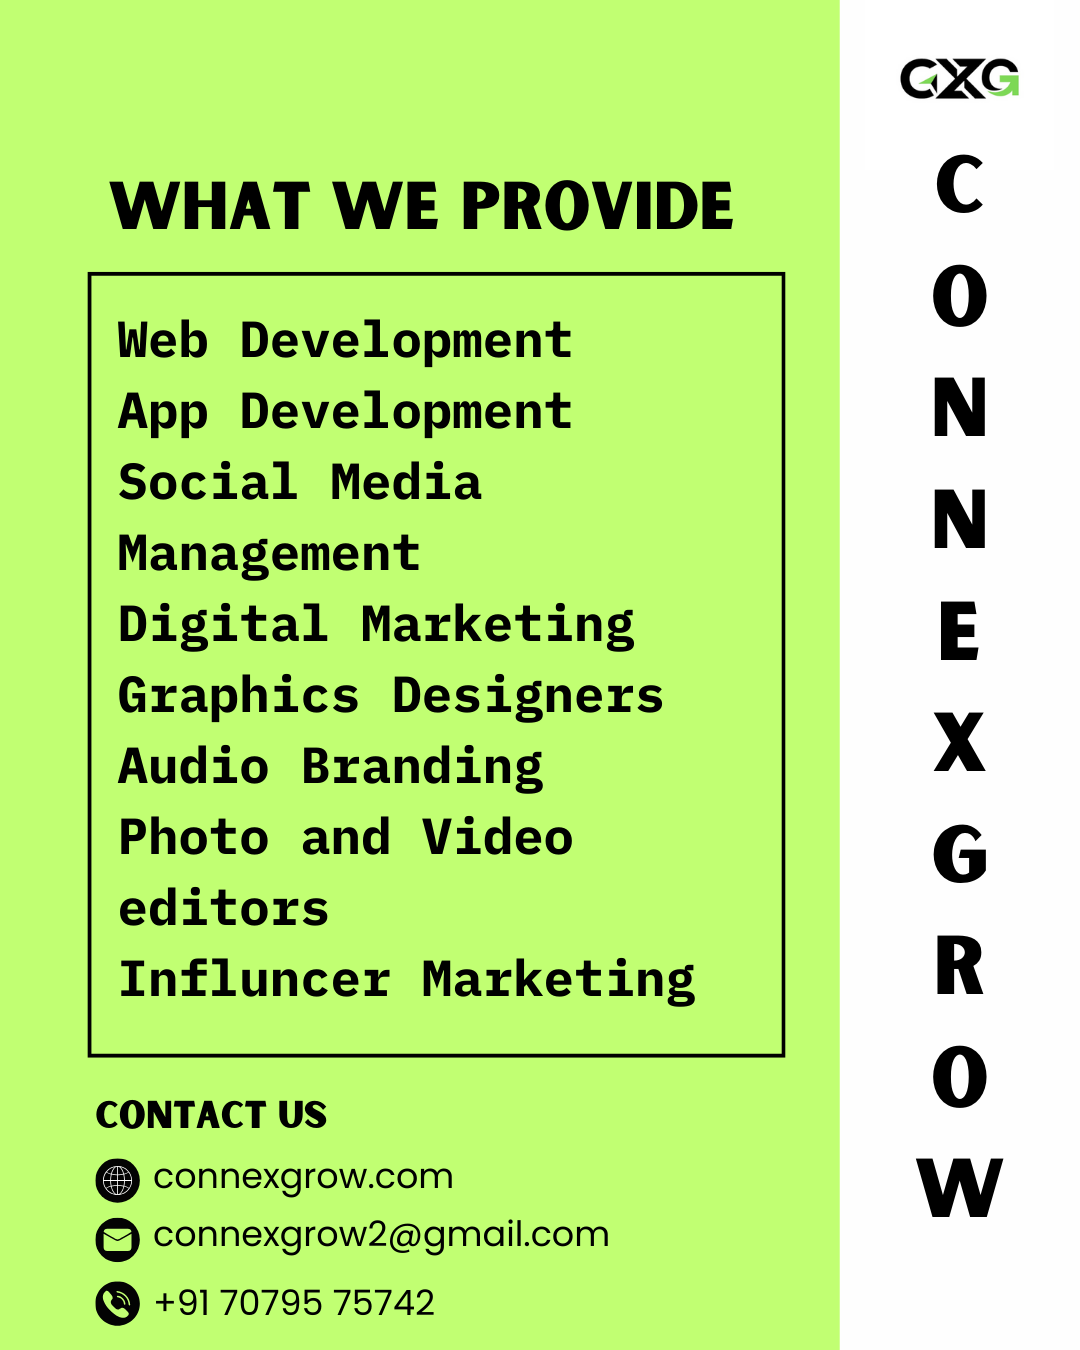 WHAT WE PROVIDE
Web Development
App Development
Social Media
Management
Digital Marketing
Graphics Designers
Audio Branding
Photo and Video
editors
Influncer Marketing
CONTACT US
connexgrow.com
connexgrow2@gmail.com
+91 70795 75742
CXG
CONNEXGROW